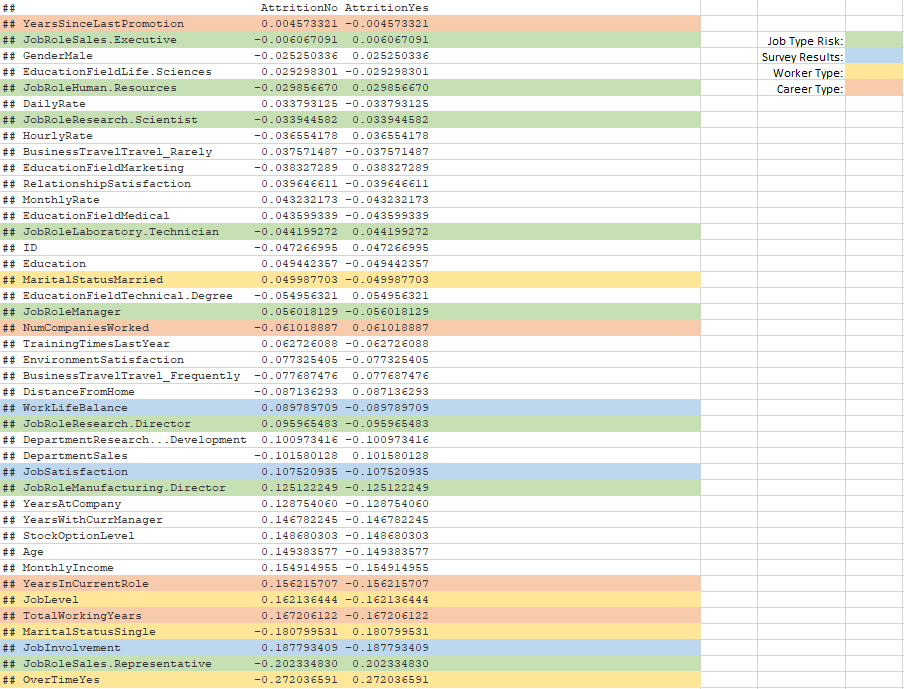 ## AttritionNo AttritionYes
## YearsSinceLastPromotion 0.004573321 -0.004573321
## JobRoleSales.Executive -0.006067091 0.006067091
## GenderMale -0.025250336 0.025250336
## EducationFieldLife.Sciences 0.029298301 -0.029298301
## JobRoleHuman.Resources -0.029856670 0.029856670
## DailyRate 0.033793125 -0.033793125
## JobRoleResearch.Scientist -0.033944582 0.033944582
## HourlyRate -0.036554178 0.036554178
## BusinessTravelTravel_Rarely 0.037571487 -0.037571487
## EducationFieldMarketing -0.038327289 0.038327289
## RelationshipSatisfaction 0.039646611 -0.039646611
## MonthlyRate 0.043232173 -0.043232173
## EducationFieldMedical 0.043599339 -0.043599339
## JobRoleLaboratory.Technician -0.044199272 0.044199272
## ID -0.047266995 0.047266995
## Education 0.049442357 -0.049442357
## MaritalStatusMarried 0.049987703 -0.049987703
## EducationFieldTechnical.Degree -0.054956321 0.054956321
## JobRoleManager 0.056018129 -0.056018129
## NumCompaniesWorked -0.061018887 0.061018887
## TrainingTimesLastYear 0.062726088 -0.062726088
## EnvironmentSatisfaction 0.077325405 -0.077325405
## BusinessTravelTravel_Frequently -0.077687476 0.077687476
## DistanceFromHome -0.087136293 0.087136293
## WorkLifeBalance 0.089789709 -0.089789709
## JobRoleResearch.Director 0.095965483 -0.095965483
## DepartmentResearch...Development 0.100973416 -0.100973416
## DepartmentSales -0.101580128 0.101580128
## JobSatisfaction 0.107520935 -0.107520935
## JobRoleManufacturing.Director 0.125122249 -0.125122249
## YearsAtCompany 0.128754060 -0.128754060
## YearsWithCurrManager 0.146782245 -0.146782245
## StockOptionLevel 0.148680303 -0.148680303
## Age 0.149383577 -0.149383577
## MonthlyIncome 0.154914955 -0.154914955
## YearsInCurrentRole 0.156215707 -0.156215707
## JobLevel 0.162136444 -0.162136444
## TotalWorkingYears 0.167206122 -0.167206122
## MaritalStatusSingle -0.180799531 0.180799531
## JobInvolvement 0.187793409 -0.187793409
## JobRoleSales.Representative -0.202334830 0.202334830
## OverTimeYes -0.272036591 0.272036591
Job Type Risk:
Survey Results:
Worker Type:
Career Type: